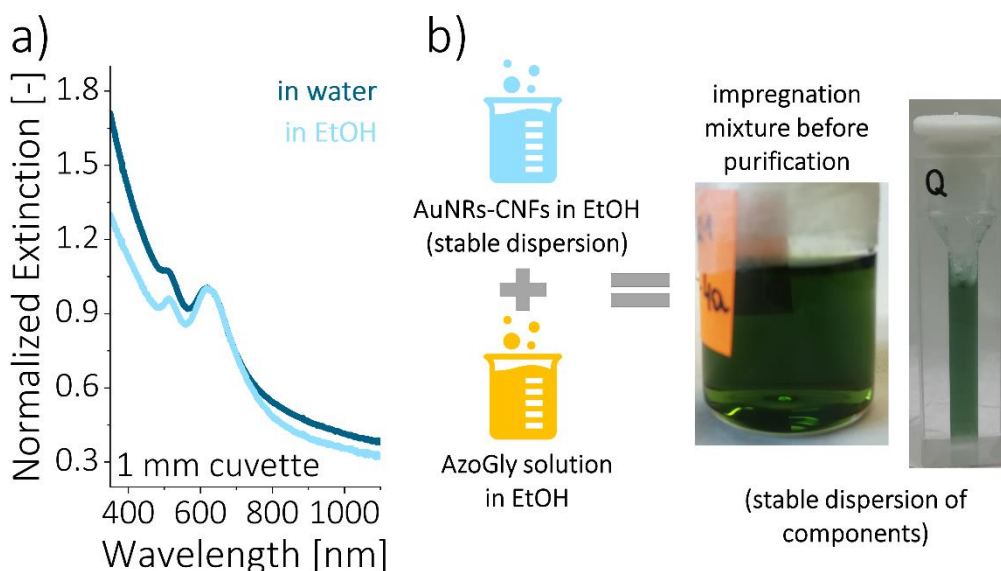 a)
Normalized Extinction [-]
1.8
1.5
1.2
0.9
0.6
0.3
in water
in EtOH
1 mm cuvette
400 600 800 1000
Wavelength [nm]
b)
AuNRs-CNFs in EtOH
(stable dispersion)
AzoGly solution
in EtOH
impregnation
mixture before
purification
Q
(stable dispersion of
components)